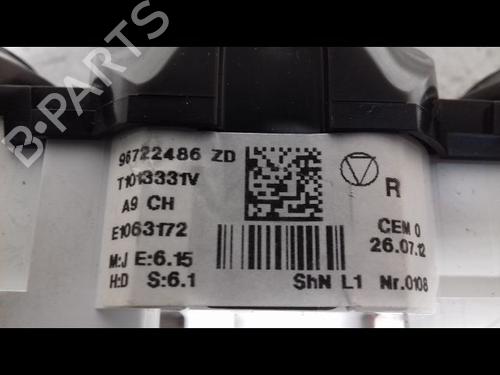 B-PARTS
96722486 ZD
T1013331V
A9 CH
E1063172
M:J E:6.15
H:D S:6.1
R
CEM 0
26.07.12
ShN L1 Nr.0108